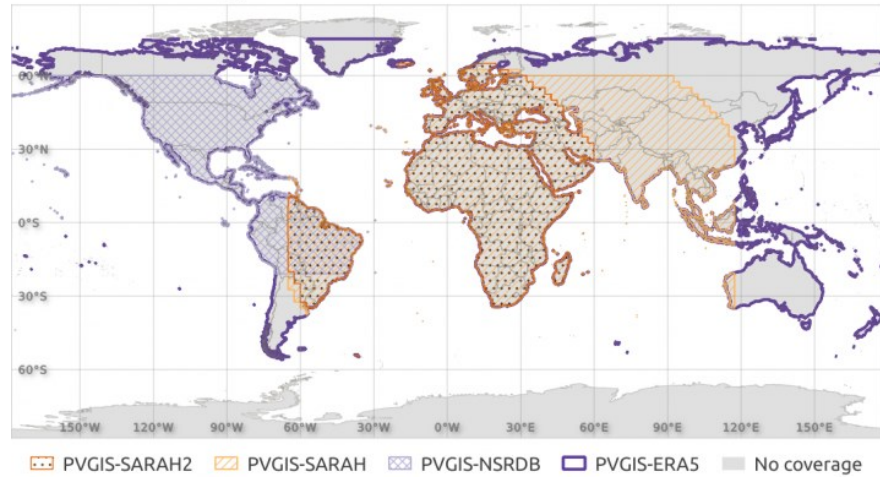 60°N
30°N
0°S
30°S
60°S
150°W 120°W 90°W 60°W 30°W 0°W 30°E 60°E 90°E 120°E 150°E
PVGIS-SARAH2 PVGIS-SARAH PVGIS-NSRDB PVGIS-ERA5 No coverage